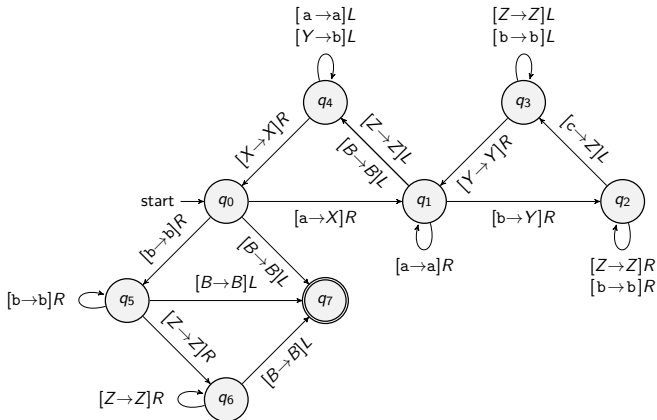 [a→a]L
[Y→b]L
[Z→Z]L
[b→b]L
q4
q3
[X→X]R
[Z→Z]L
[B→B]L
[Y→Y]R
[c→Z]L
start
q0
[a→X]R
q1
[b→Y]R
q2
[b→b]R
[B→B]L
[a→a]R
[Z→Z]R
[b→b]R
[b→b]R
q5
[B→B]L
q7
[Z→Z]R
[B→B]L
[Z→Z]R
q6